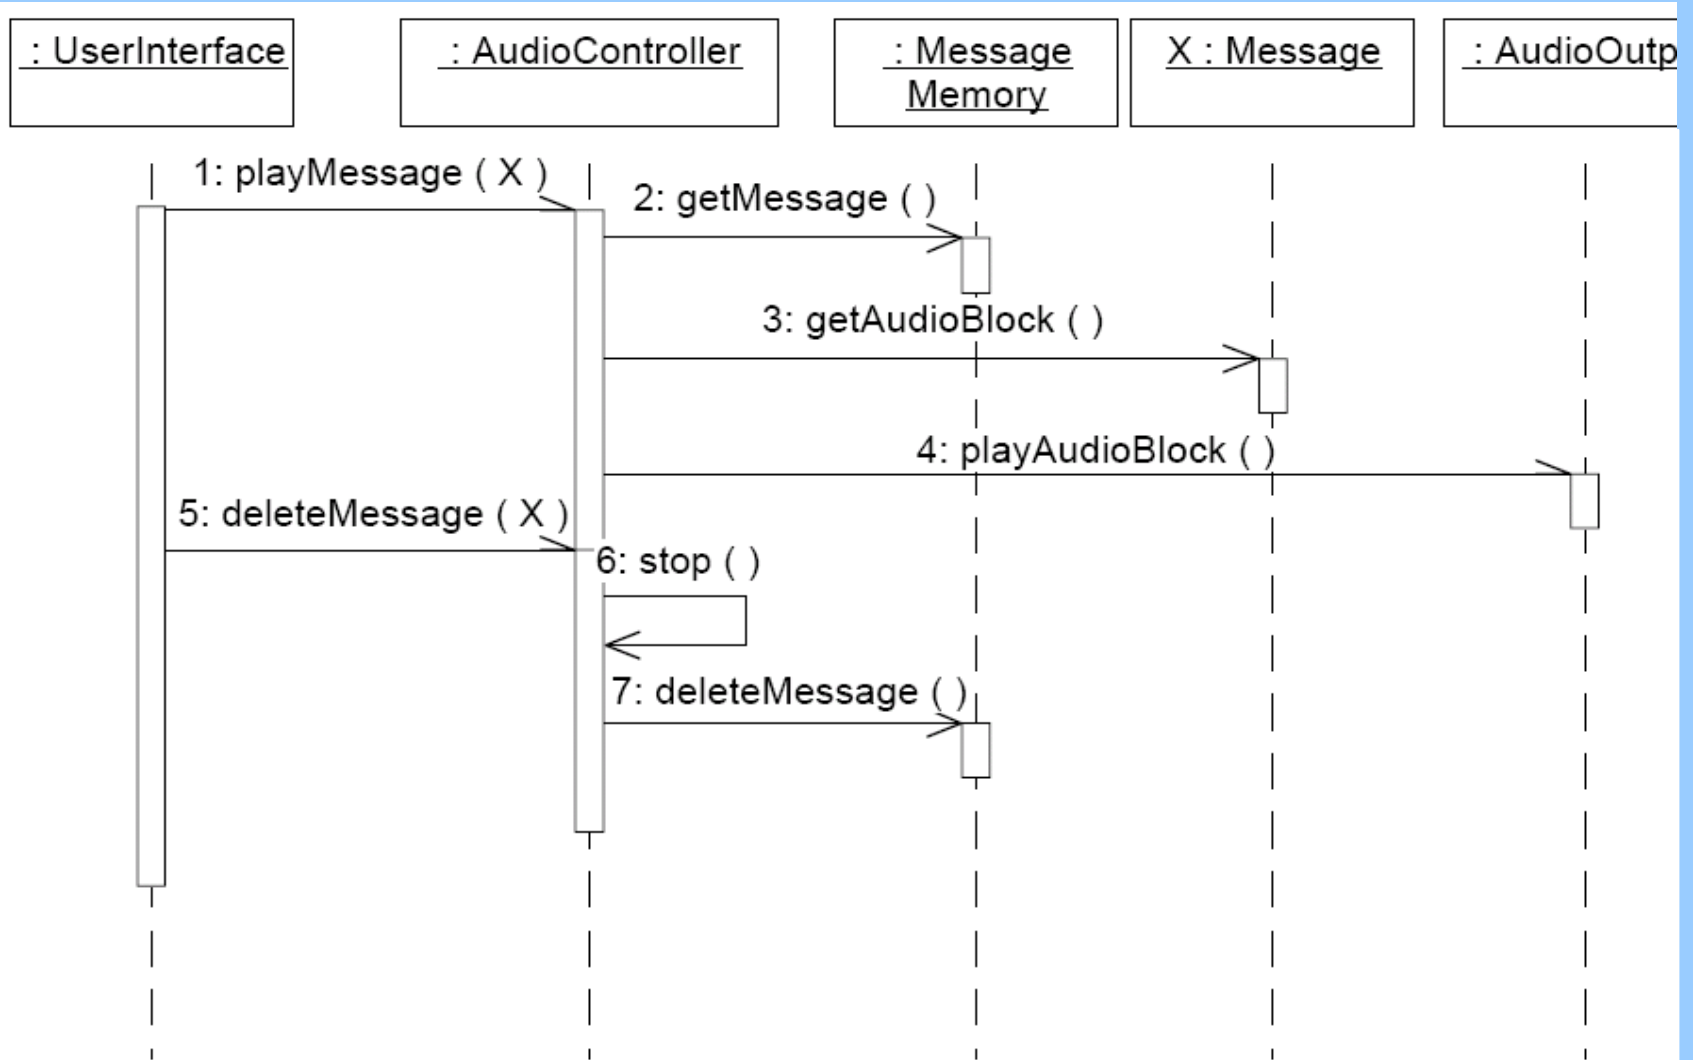 : UserInterface
: AudioController
: Message
Memory
X : Message
: AudioOutp
1: playMessage ( X )
2: getMessage ( )
3: getAudioBlock ( )
4: playAudioBlock ( )
5: deleteMessage ( X )
6: stop ( )
7: deleteMessage ( )